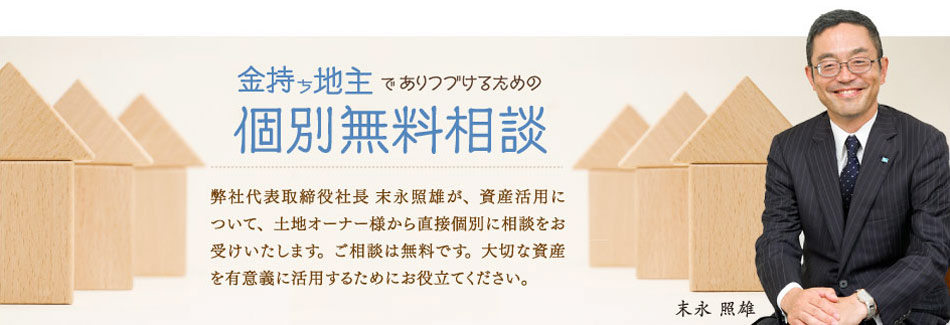 金持ち地主でありつづけるための
個別無料相談
弊社代表取締役社長 末永照雄が、資産活用に
ついて、土地オーナー様から直接個別に相談をお
受けいたします。ご相談は無料です。大切な資産
を有意義に活用するためにお役立てください。
末永 照雄